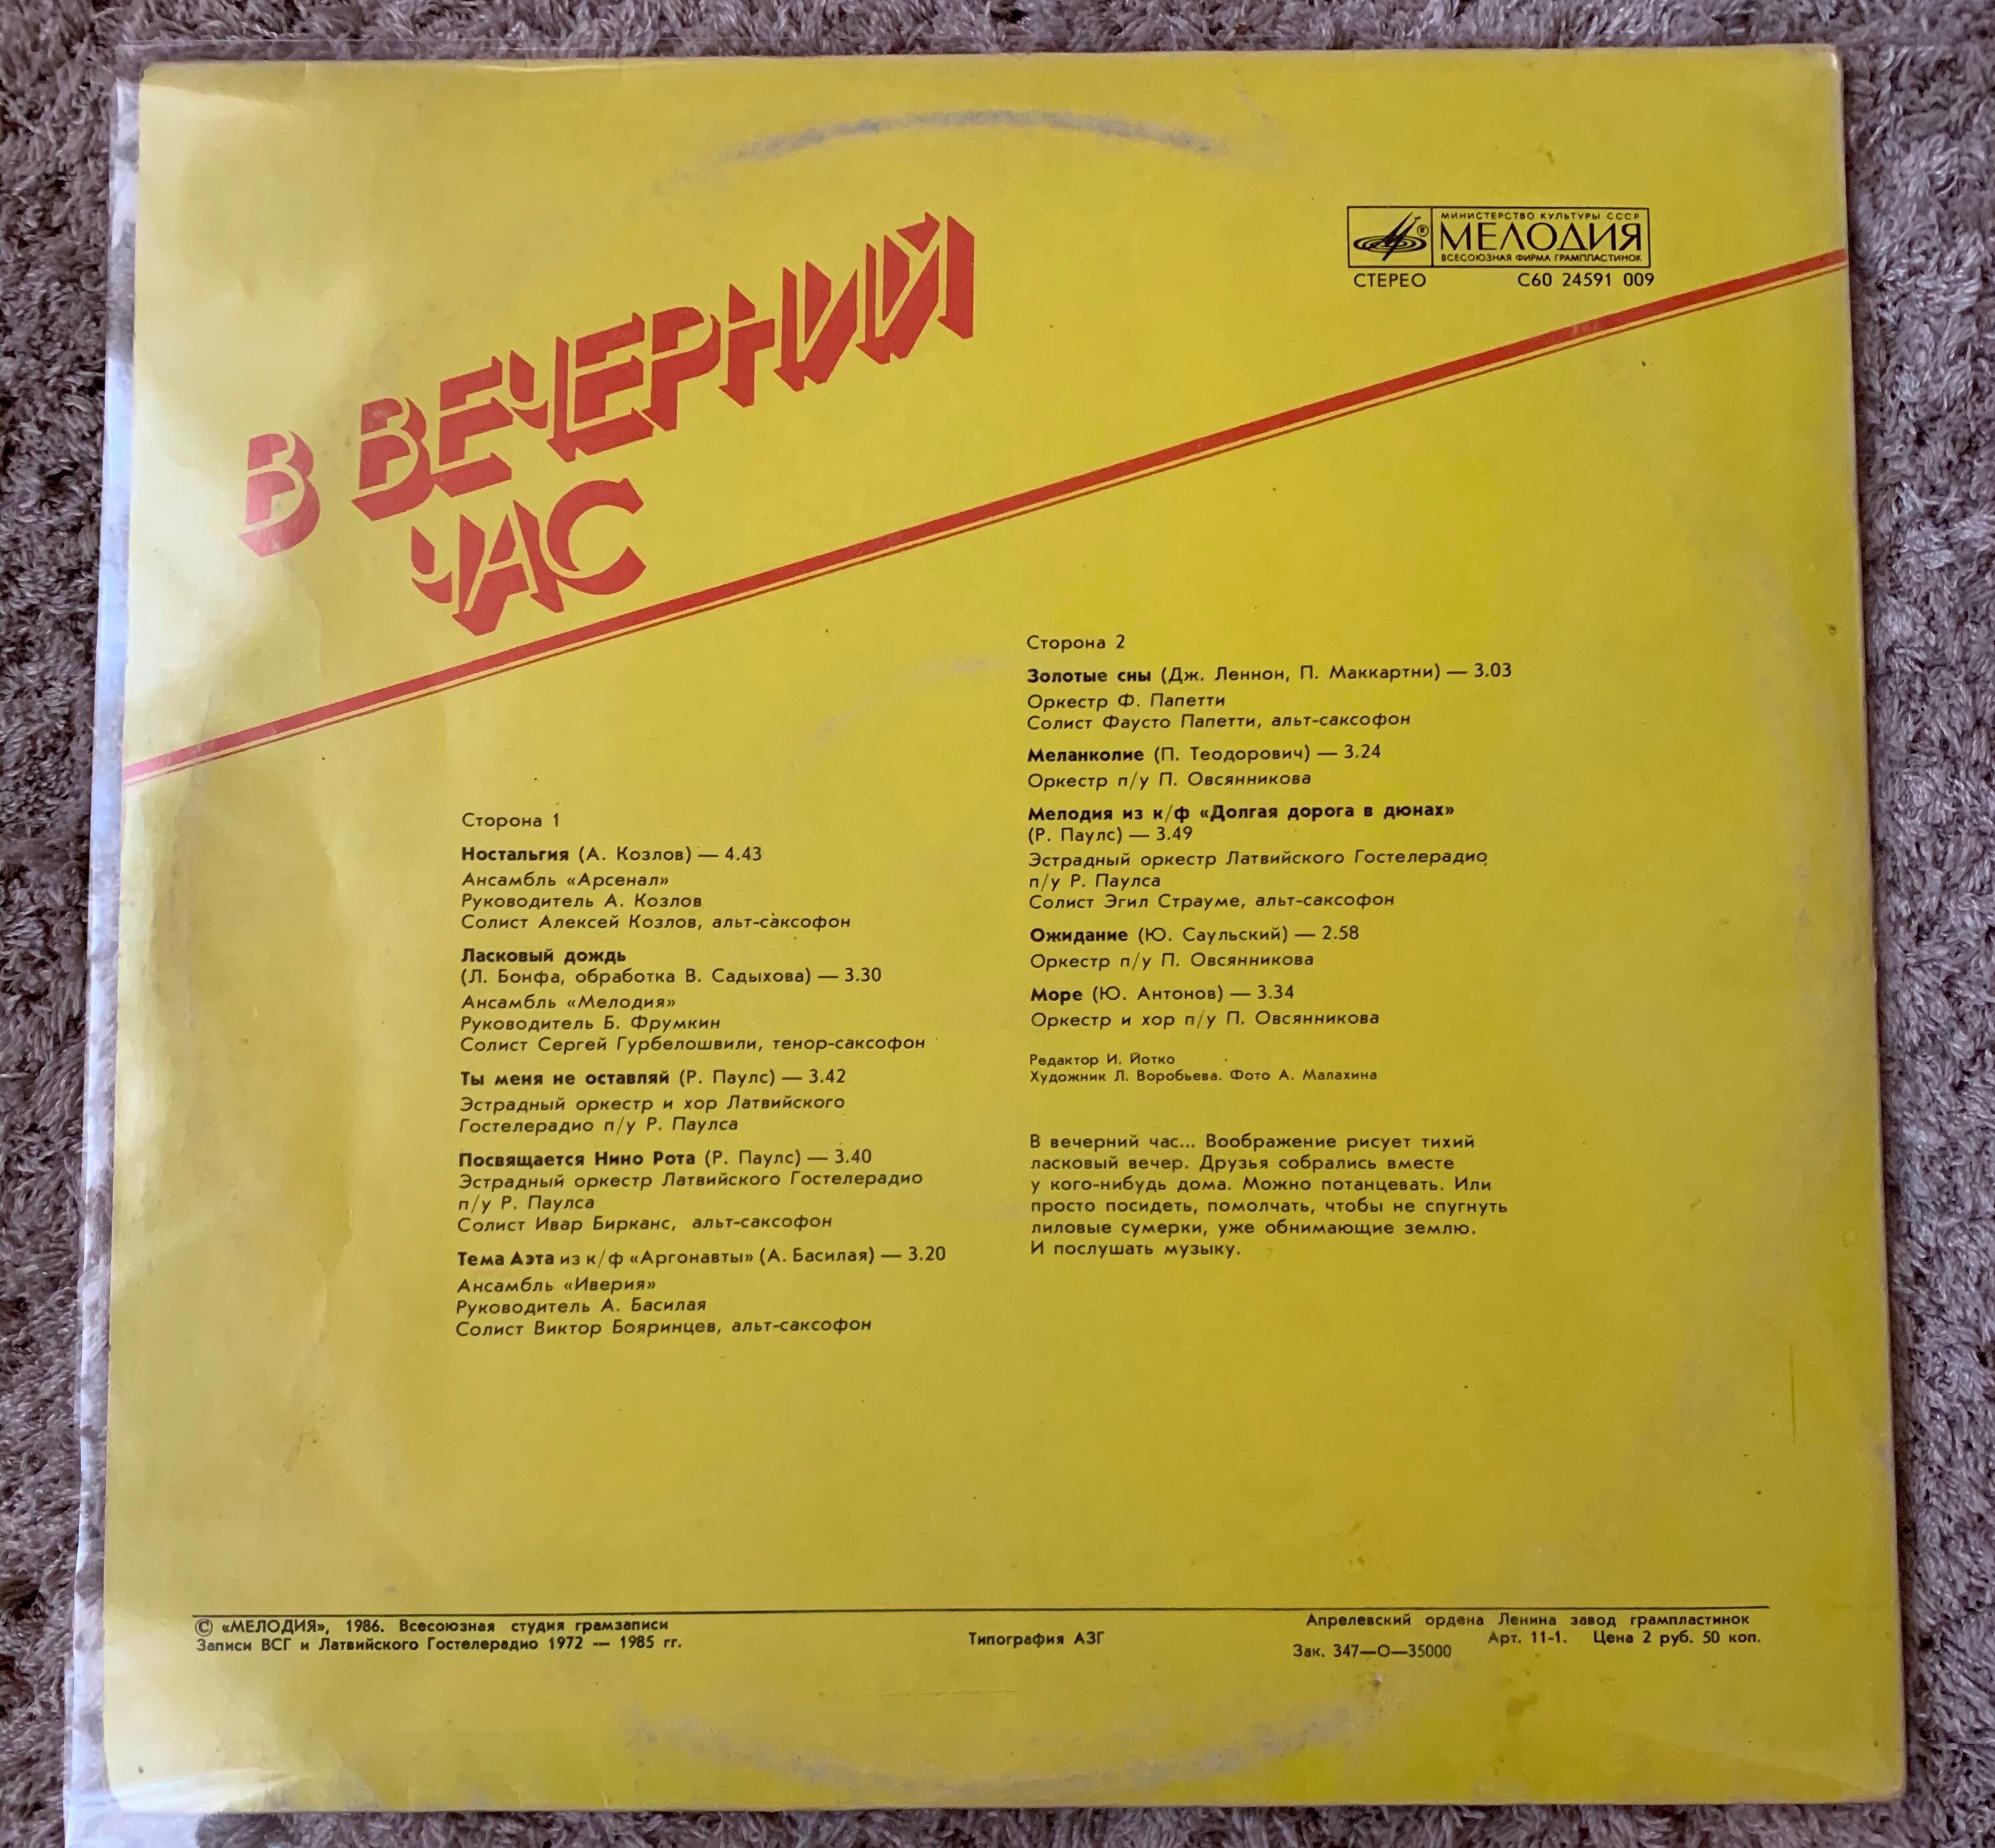 В ВЕЧЕРНИЙ
ЧАС
МИНИСТЕРСТВО КУЛЬТУРЫ СССР
МЕЛОДИЯ
ВСЕСОЮЗНАЯ ФИРМА ГРАМПЛАСТИНОК
СТЕРЕО С60 24591 009
Сторона 1
Ностальгия (А. Козлов) — 4.43
Ансамбль «Арсенал»
Руководитель А. Козлов
Солист Алексей Козлов, альт-саксофон
Ласковый дождь
(Л. Бонфа, обработка В. Садыхова) — 3.30
Ансамбль «Мелодия»
Руководитель Б. Фрумкин
Солист Сергей Гурбелошвили, тенор-саксофон
Ты меня не оставляй (Р. Паулс) — 3.42
Эстрадный оркестр и хор Латвийского
Гостелерадио п/у Р. Паулса
Посвящается Нино Рота (Р. Паулс) — 3.40
Эстрадный оркестр Латвийского Гостелерадио
п/у Р. Паулса
Солист Ивар Бирканс, альт-саксофон
Тема Аэта из к/ф «Аргонавты» (А. Басилая) — 3.20
Ансамбль «Иверия»
Руководитель А. Басилая
Солист Виктор Бояринцев, альт-саксофон
Сторона 2
Золотые сны (Дж. Леннон, П. Маккартни) — 3.03
Оркестр Ф. Папетти
Солист Фаусто Папетти, альт-саксофон
Меланколие (П. Теодорович) — 3.24
Оркестр п/у П. Овсянникова
Мелодия из к/ф «Долгая дорога в дюнах»
(Р. Паулс) — 3.49
Эстрадный оркестр Латвийского Гостелерадио
п/у Р. Паулса
Солист Эгил Страуме, альт-саксофон
Ожидание (Ю. Саульский) — 2.58
Оркестр п/у П. Овсянникова
Море (Ю. Антонов) — 3.34
Оркестр и хор п/у П. Овсянникова
Редактор И. Йотко
Художник Л. Воробьева. Фото А. Малахина
В вечерний час... Воображение рисует тихий
ласковый вечер. Друзья собрались вместе
у кого-нибудь дома. Можно потанцевать. Или
просто посидеть, помолчать, чтобы не спугнуть
лиловые сумерки, уже обнимающие землю.
И послушать музыку.
© «МЕЛОДИЯ», 1986. Всесоюзная студия грамзаписи
Записи ВСГ и Латвийского Гостелерадио 1972 — 1985 гг.
Типография АЗГ
Апрелевский ордена Ленина завод грампластинок
Арт. 11-1. Цена 2 руб. 50 коп.
Зак. 347—О—35000